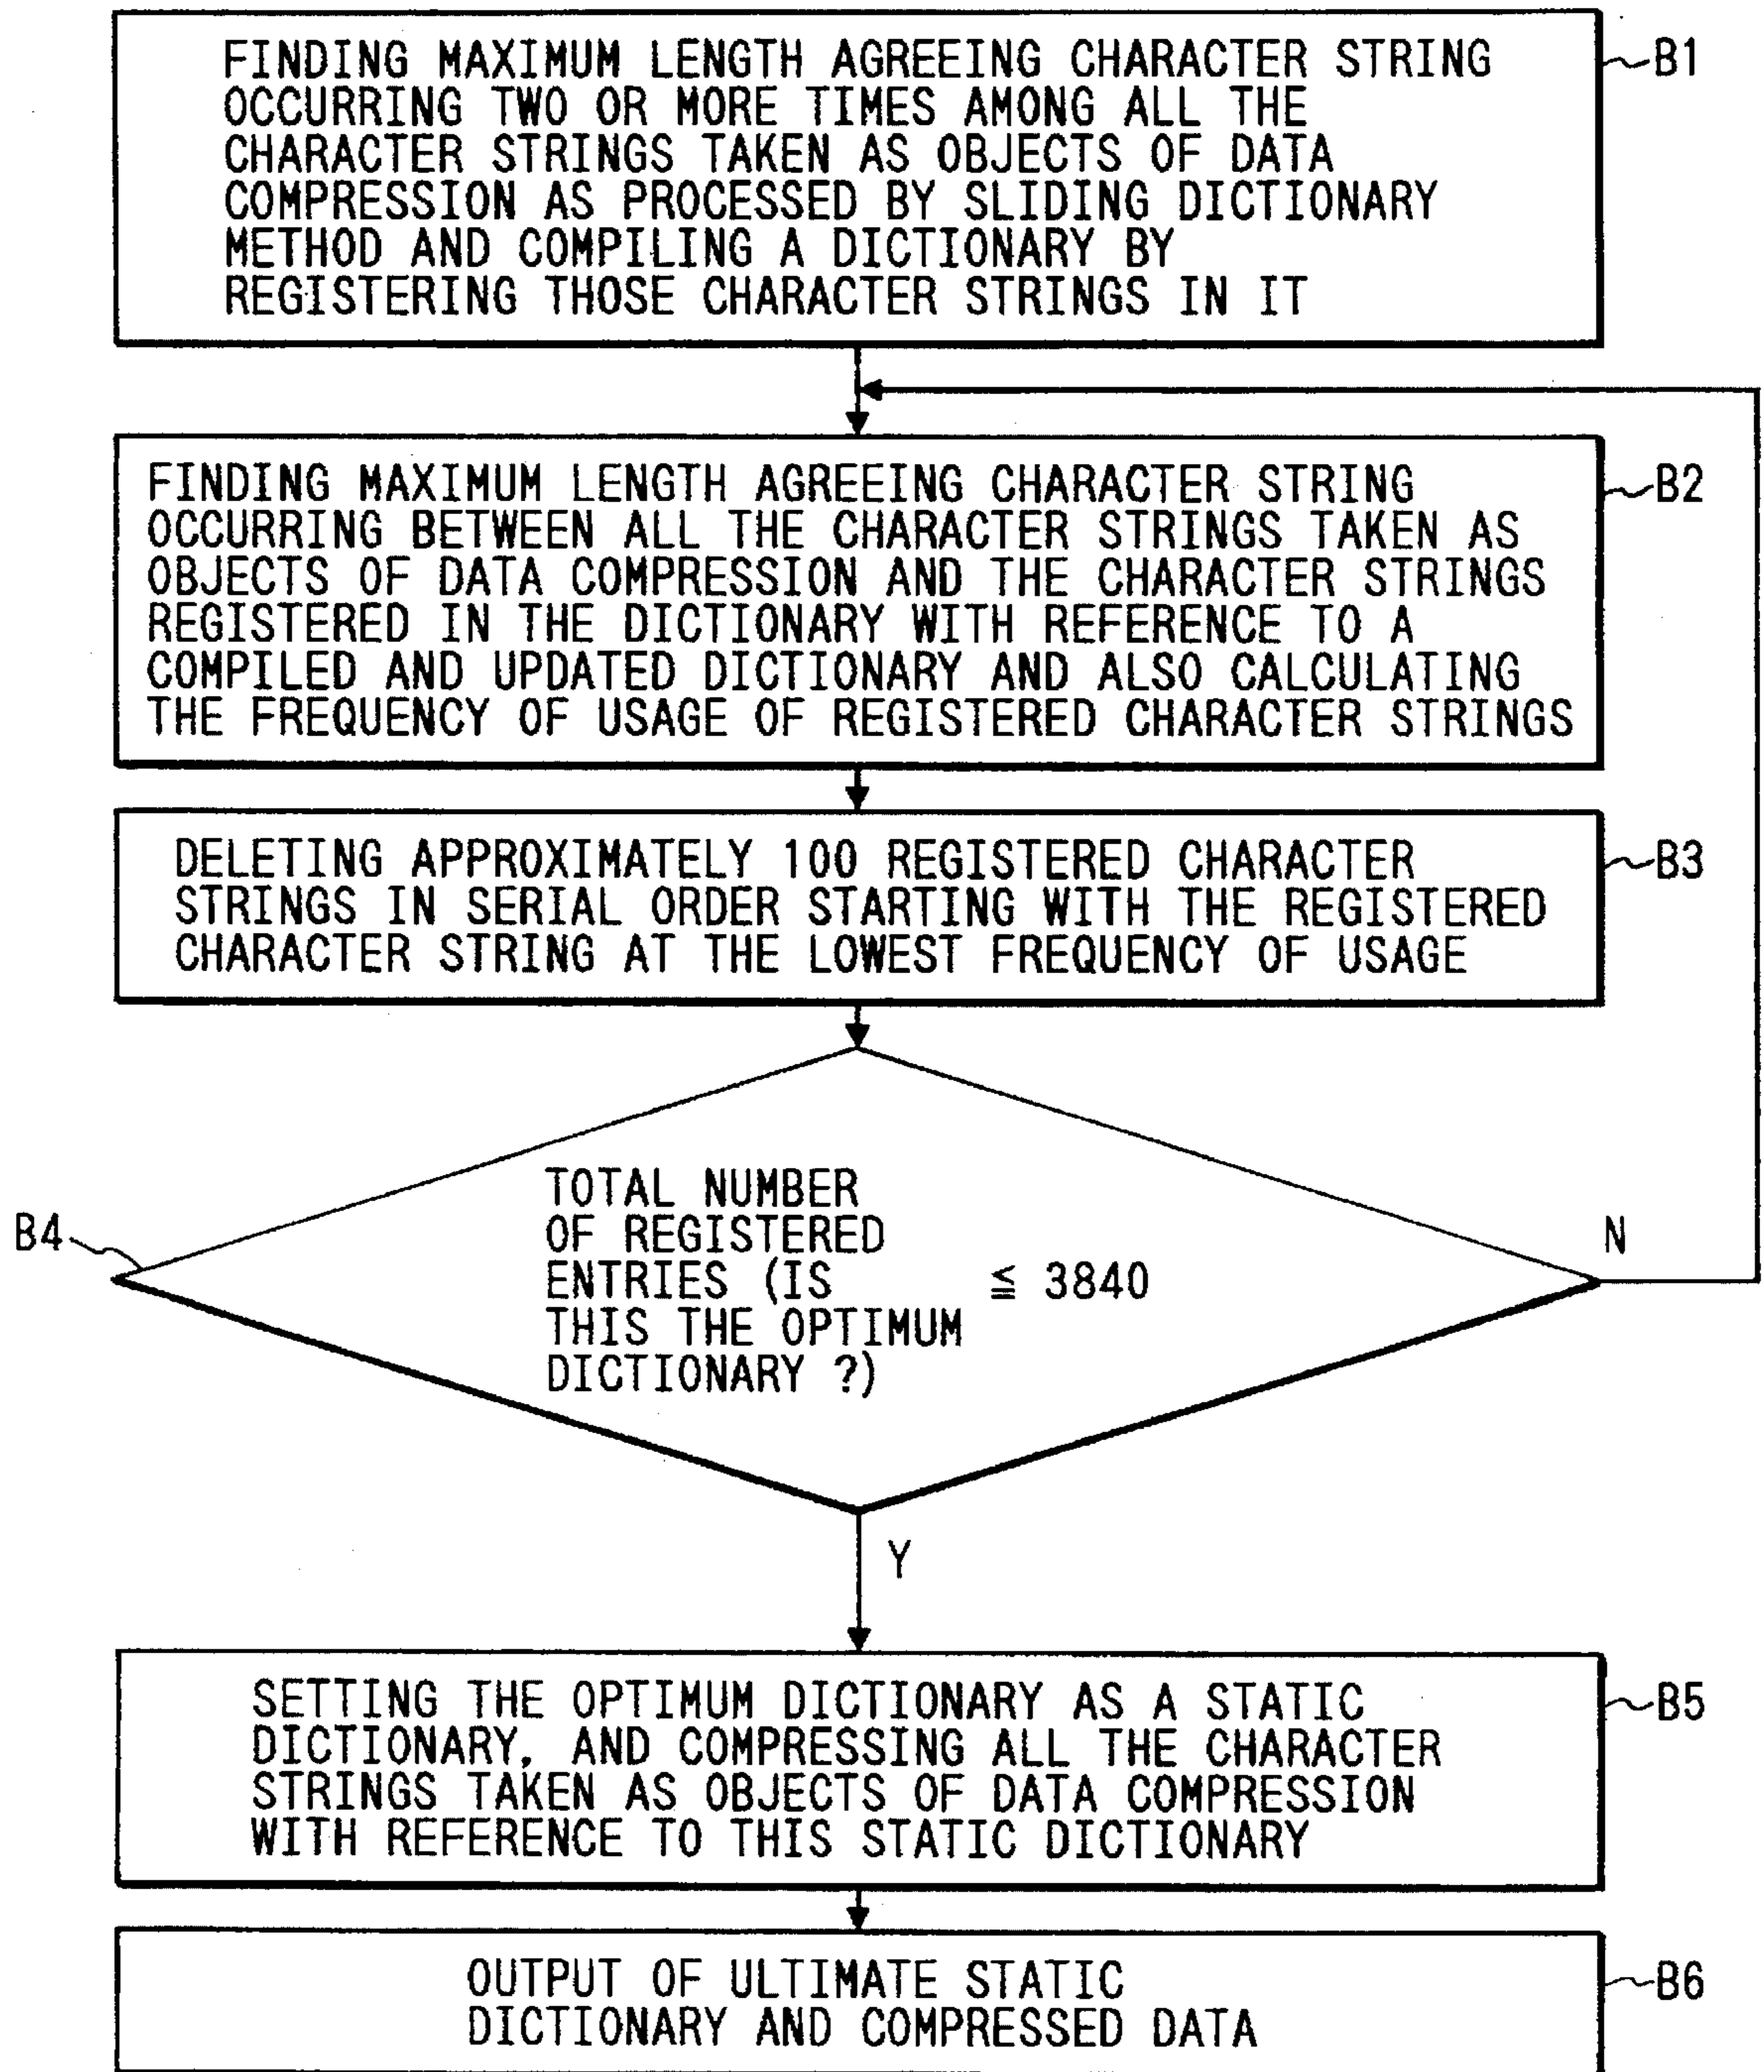 FINDING MAXIMUM LENGTH AGREEING CHARACTER STRING
OCCURRING TWO OR MORE TIMES AMONG ALL THE
CHARACTER STRINGS TAKEN AS OBJECTS OF DATA
COMPRESSION AS PROCESSED BY SLIDING DICTIONARY
METHOD AND COMPILING A DICTIONARY BY
REGISTERING THOSE CHARACTER STRINGS IN IT
B1
FINDING MAXIMUM LENGTH AGREEING CHARACTER STRING
OCCURRING BETWEEN ALL THE CHARACTER STRINGS TAKEN AS
OBJECTS OF DATA COMPRESSION AND THE CHARACTER STRINGS
REGISTERED IN THE DICTIONARY WITH REFERENCE TO A
COMPILED AND UPDATED DICTIONARY AND ALSO CALCULATING
THE FREQUENCY OF USAGE OF REGISTERED CHARACTER STRINGS
B2
DELETING APPROXIMATELY 100 REGISTERED CHARACTER
STRINGS IN SERIAL ORDER STARTING WITH THE REGISTERED
CHARACTER STRING AT THE LOWEST FREQUENCY OF USAGE
B3
B4
TOTAL NUMBER
OF REGISTERED
ENTRIES (IS ≦ 3840
THIS THE OPTIMUM
DICTIONARY ?)
N
Y
SETTING THE OPTIMUM DICTIONARY AS A STATIC
DICTIONARY, AND COMPRESSING ALL THE CHARACTER
STRINGS TAKEN AS OBJECTS OF DATA COMPRESSION
WITH REFERENCE TO THIS STATIC DICTIONARY
B5
OUTPUT OF ULTIMATE STATIC
DICTIONARY AND COMPRESSED DATA
B6